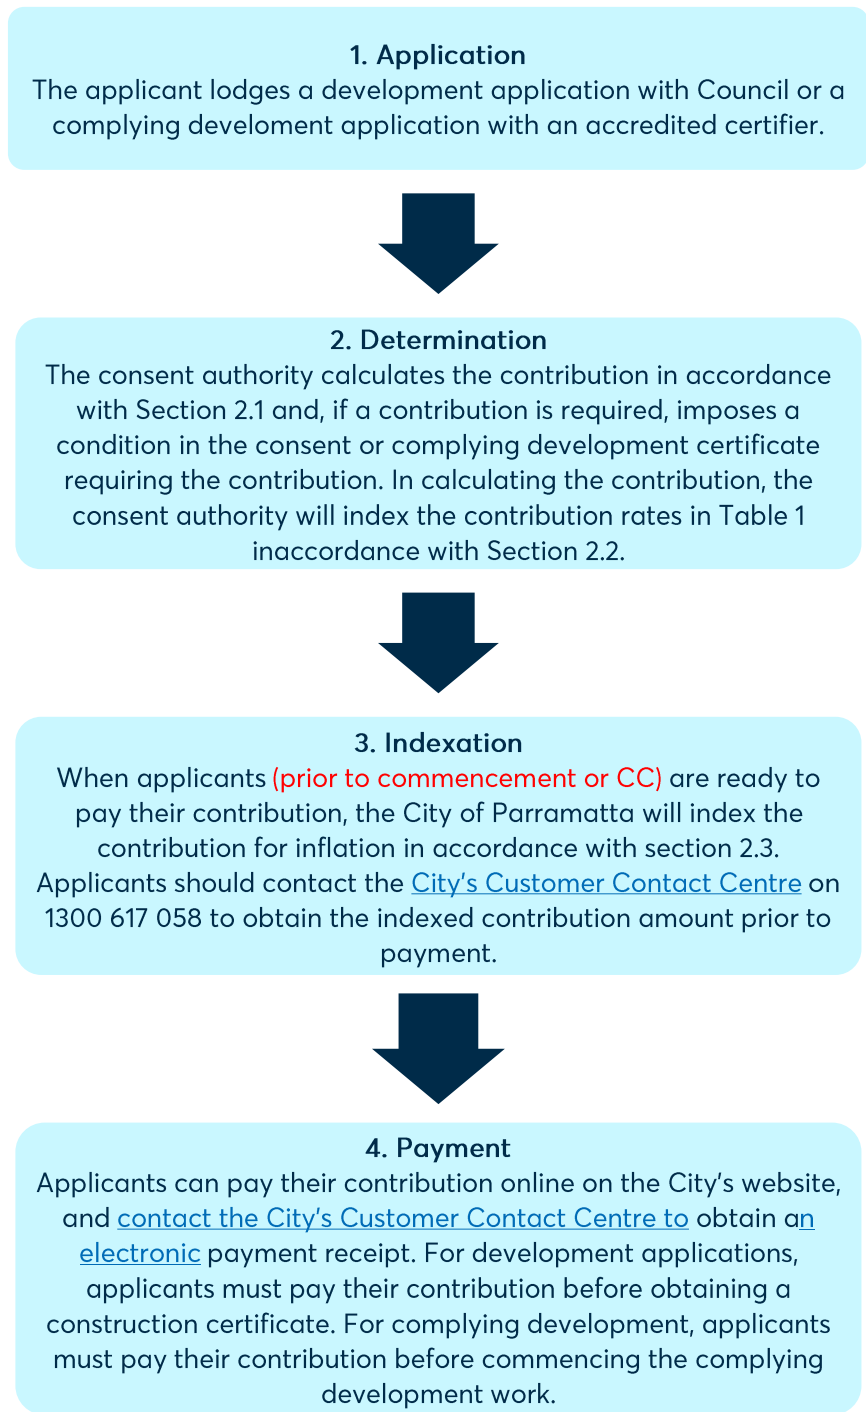 1. Application
The applicant lodges a development application with Council or a
complying develoment application with an accredited certifier.
2. Determination
The consent authority calculates the contribution in accordance
with Section 2.1 and, if a contribution is required, imposes a
condition in the consent or complying development certificate
requiring the contribution. In calculating the contribution, the
consent authority will index the contribution rates in Table 1
inaccordance with Section 2.2.
3. Indexation
When applicants (prior to commencement or CC) are ready to
pay their contribution, the City of Parramatta will index the
contribution for inflation in accordance with section 2.3.
Applicants should contact the City's Customer Contact Centre on
1300 617 058 to obtain the indexed contribution amount prior to
payment.
4. Payment
Applicants can pay their contribution online on the City's website,
and contact the City's Customer Contact Centre to obtain an
electronic payment receipt. For development applications,
applicants must pay their contribution before obtaining a
construction certificate. For complying development, applicants
must pay their contribution before commencing the complying
development work.